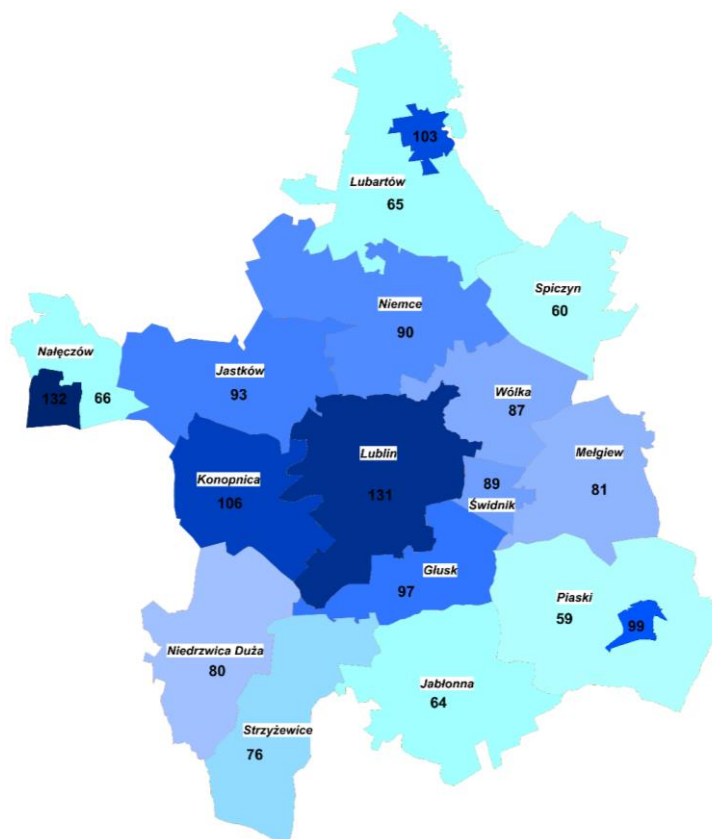 103
Lubartów
65
Spiczyn
60
Niemce
90
Nałęczów
132
66
Jastków
93
Wólka
87
Lublin
131
Konopnica
106
Mełgiew
81
89
Świdnik
Głusk
97
Piaski
59
99
Niedrzwica Duża
80
Jabłonna
64
Strzyżewice
76